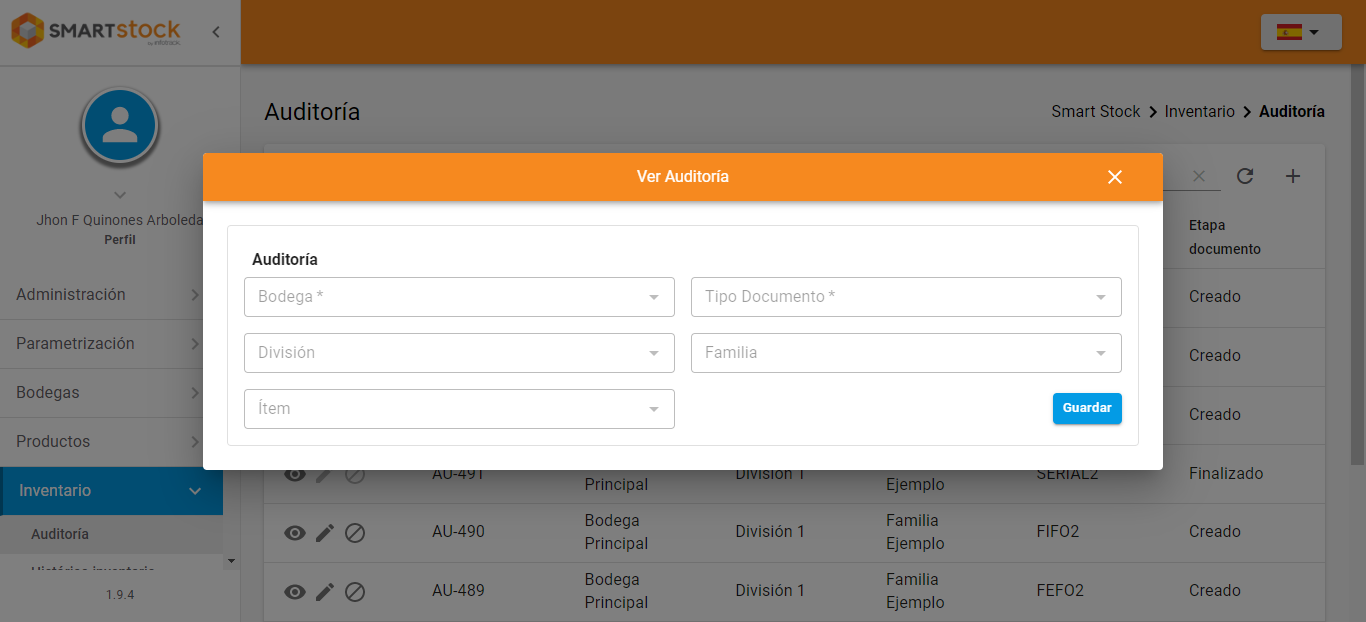 SMARTstock
Auditoría
Smart Stock > Inventario > Auditoría
Jhon F Quinones Arboleda
Perfil
Administración
Parametrización
Bodegas
Productos
Inventario
Auditoría
Histórico inventario
1.9.4
Ver Auditoría
Auditoría
Bodega *
Tipo Documento *
División
Familia
Ítem
Guardar
Etapa
documento
Creado
Creado
Creado
AU-491
Principal
División 1
Ejemplo
SERIAL2
Finalizado
AU-490
Bodega
Principal
División 1
Familia
Ejemplo
FIFO2
Creado
AU-489
Bodega
Principal
División 1
Familia
Ejemplo
FEFO2
Creado